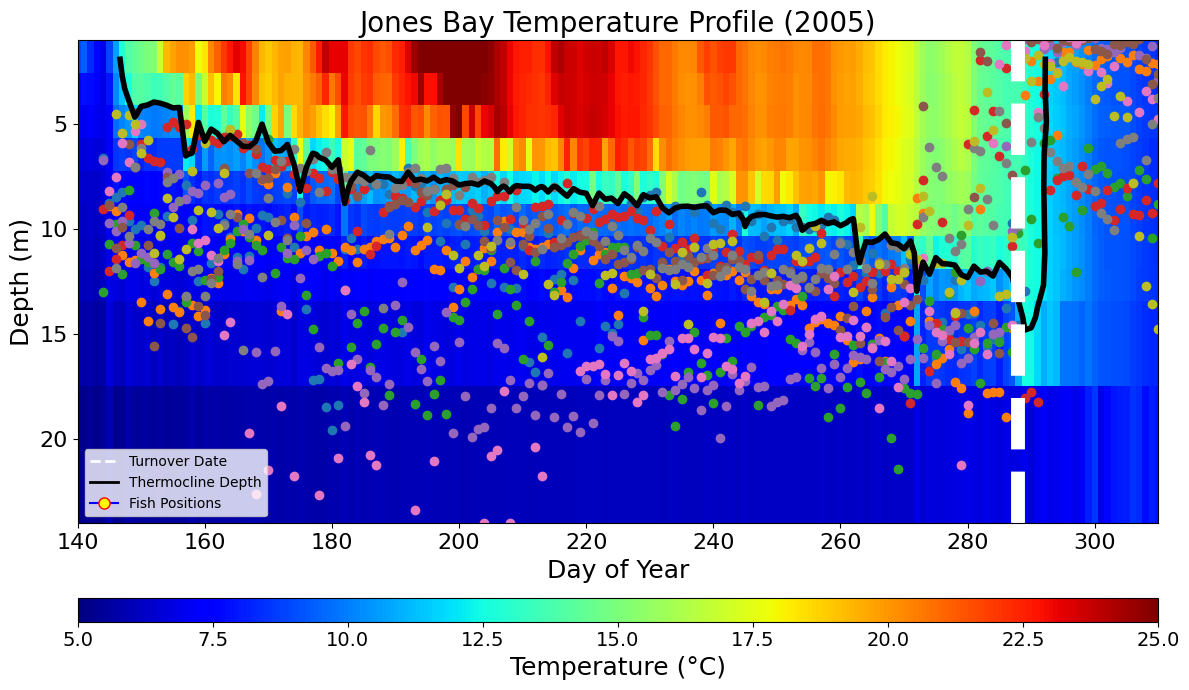 Jones Bay Temperature Profile (2005)
Depth (m)
5
10
15
20
Turnover Date
Thermocline Depth
Fish Positions
140 160 180 200 220 240 260 280 300
Day of Year
5.0 7.5 10.0 12.5 15.0 17.5 20.0 22.5 25.0
Temperature (°C)